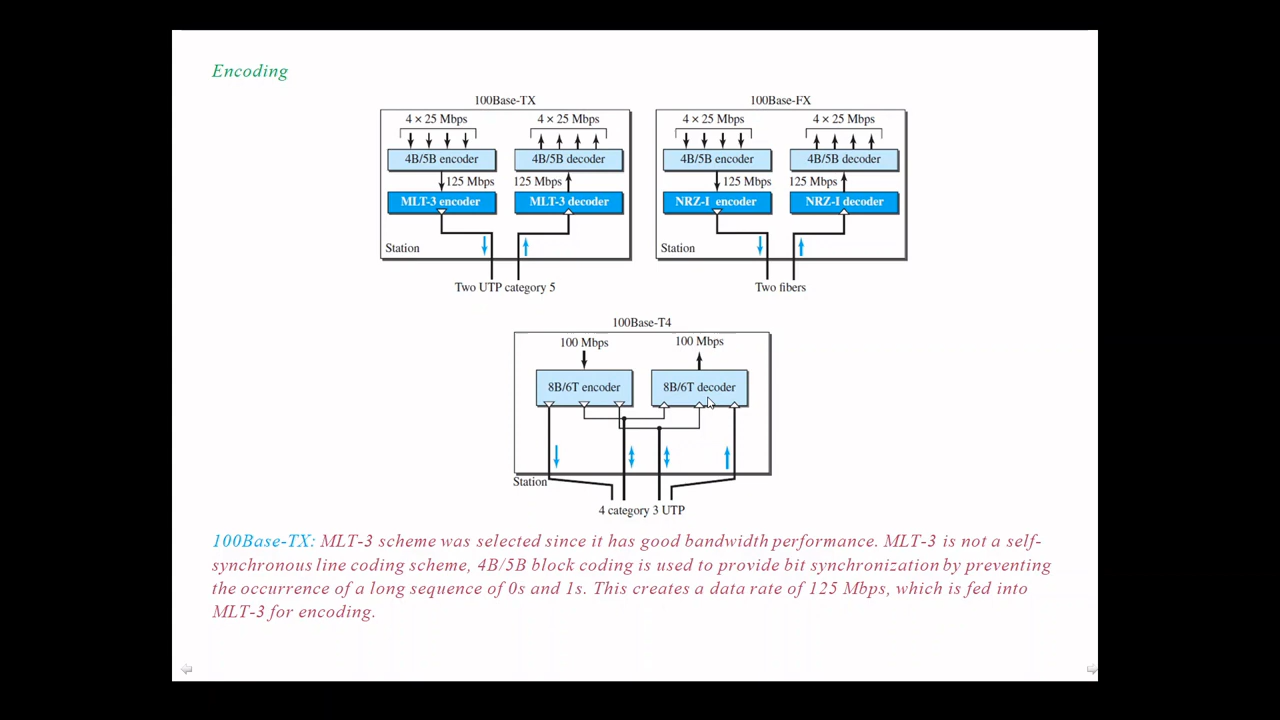 Encoding
100Base-TX
100Base-FX
4 × 25 Mbps
4 × 25 Mbps
4 × 25 Mbps
4 × 25 Mbps
4B/5B encoder
4B/5B decoder
4B/5B encoder
4B/5B decoder
125 Mbps
125 Mbps
125 Mbps
125 Mbps
MLT-3 encoder
MLT-3 decoder
NRZ-I encoder
NRZ-I decoder
Station
Station
Two UTP category 5
Two fibers
100Base-T4
100 Mbps
100 Mbps
8B/6T encoder
8B/6T decoder
Station
4 category 3 UTP
100Base-TX: MLT-3 scheme was selected since it has good bandwidth performance. MLT-3 is not a self-
synchronous line coding scheme, 4B/5B block coding is used to provide bit synchronization by preventing
the occurrence of a long sequence of 0s and 1s. This creates a data rate of 125 Mbps, which is fed into
MLT-3 for encoding.